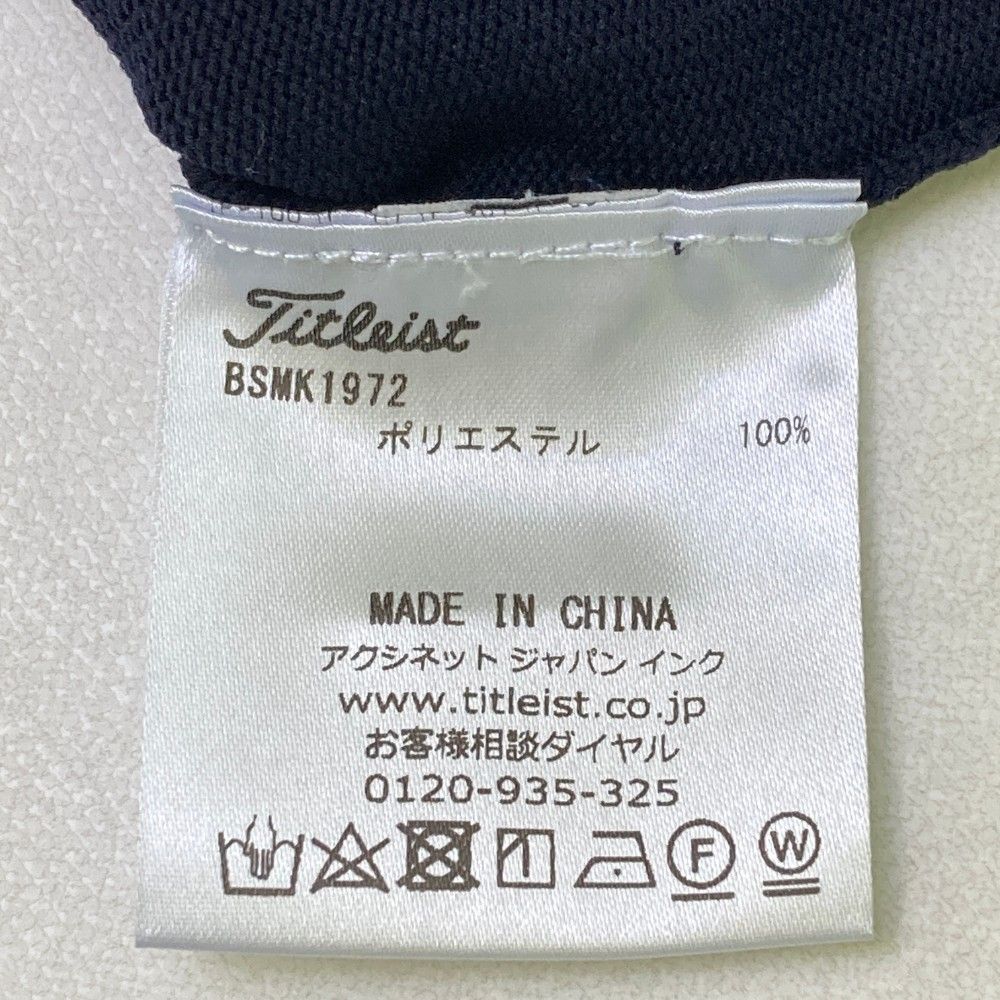 Titleist
BSMK1972
ポリエステル 100%
MADE IN CHINA
アクシネット ジャパン インク
www.titleist.co.jp
お客様相談ダイヤル
0120-935-325
F W